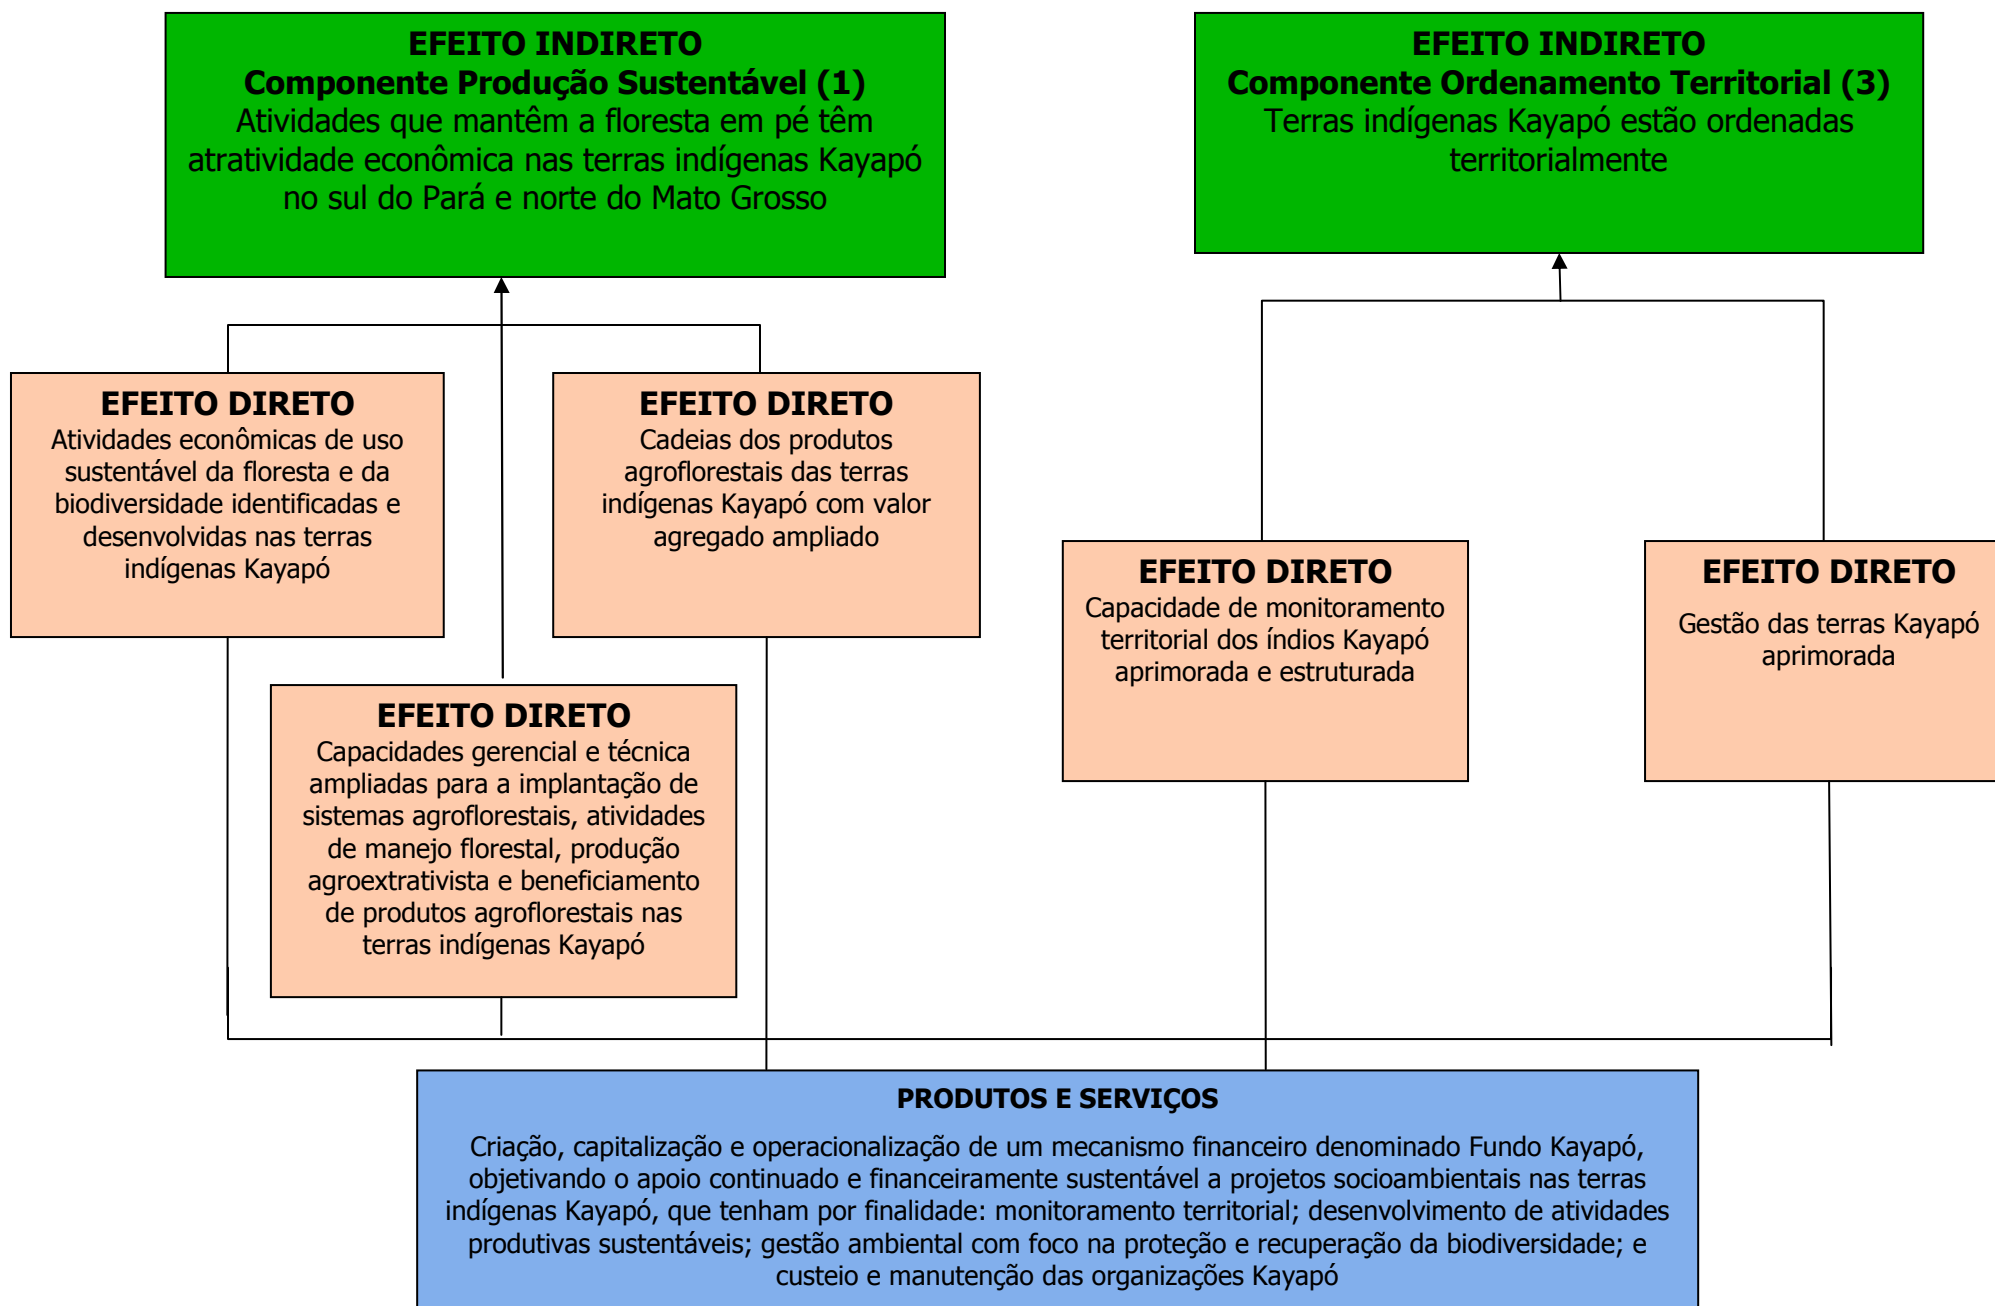 EFEITO INDIRETO
Componente Produção Sustentável (1)
Atividades que mantêm a floresta em pé têm
atratividade econômica nas terras indígenas Kayapó
no sul do Pará e norte do Mato Grosso
EFEITO INDIRETO
Componente Ordenamento Territorial (3)
Terras indígenas Kayapó estão ordenadas
territorialmente
EFEITO DIRETO
Atividades econômicas de uso
sustentável da floresta e da
biodiversidade identificadas e
desenvolvidas nas terras
indígenas Kayapó
EFEITO DIRETO
Cadeias dos produtos
agroflorestais das terras
indígenas Kayapó com valor
agregado ampliado
EFEITO DIRETO
Capacidade de monitoramento
territorial dos índios Kayapó
aprimorada e estruturada
EFEITO DIRETO
Gestão das terras Kayapó
aprimorada
EFEITO DIRETO
Capacidades gerencial e técnica
ampliadas para a implantação de
sistemas agroflorestais, atividades
de manejo florestal, produção
agroextrativista e beneficiamento
de produtos agroflorestais nas
terras indígenas Kayapó
PRODUTOS E SERVIÇOS
Criação, capitalização e operacionalização de um mecanismo financeiro denominado Fundo Kayapó,
objetivando o apoio continuado e financeiramente sustentável a projetos socioambientais nas terras
indígenas Kayapó, que tenham por finalidade: monitoramento territorial; desenvolvimento de atividades
produtivas sustentáveis; gestão ambiental com foco na proteção e recuperação da biodiversidade; e
custeio e manutenção das organizações Kayapó